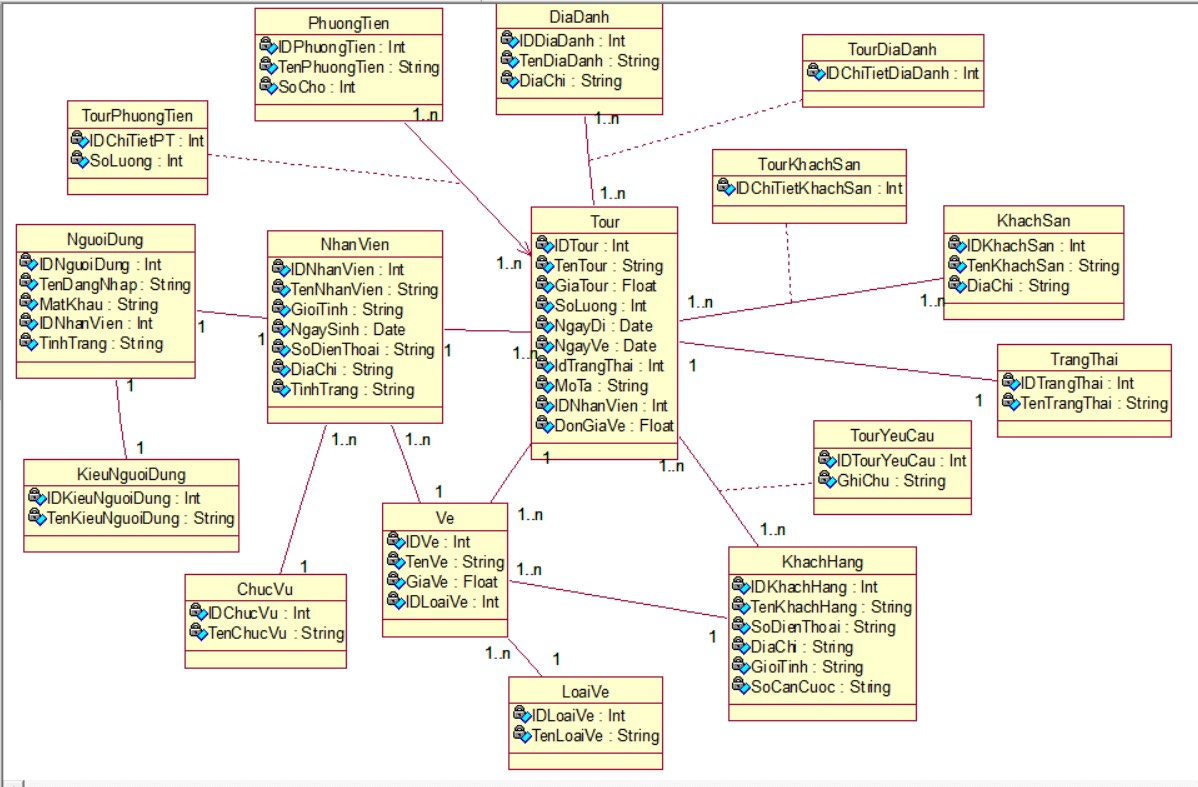 PhuongTien
IDPhuongTien : Int
TenPhuongTien : String
SoCho : Int
1..n
DiaDanh
IDDiaDanh : Int
TenDiaDanh : String
DiaChi : String
1..n
TourDiaDanh
IDChiTietDiaDanh : Int
TourPhuongTien
IDChiTietPT : Int
SoLuong : Int
TourKhachSan
IDChiTietKhachSan : Int
1..n
KhachSan
IDKhachSan : Int
TenKhachSan : String
DiaChi : String
1..n
NguoiDung
IDNguoiDung : Int
TenDangNhap : String
MatKhau : String
IDNhanVien : Int
TinhTrang : String
1
1
NhanVien
IDNhanVien : Int
TenNhanVien : String
GioiTinh : String
NgaySinh : Date
SoDienThoai : String
DiaChi : String
TinhTrang : String
1
1
1..n
1..n
Tour
IDTour : Int
TenTour : String
GiaTour : Float
SoLuong : Int
NgayDi : Date
NgayVe : Date
IdTrangThai : Int
MoTa : String
IDNhanVien : Int
DonGiaVe : Float
1..n
1..n
1..n
1
1
1..n
TrangThai
IDTrangThai : Int
TenTrangThai : String
1
TourYeuCau
IDTourYeuCau : Int
GhiChu : String
KieuNguoiDung
IDKieuNguoiDung : Int
TenKieuNguoiDung : String
1
ChucVu
IDChucVu : Int
TenChucVu : String
1
Ve
IDVe : Int
TenVe : String
GiaVe : Float
IDLoaiVe : Int
1
1..n
1..n
1..n
KhachHang
IDKhachHang : Int
TenKhachHang : String
SoDienThoai : String
DiaChi : String
GioiTinh : String
SoCanCuoc : String
1..n
1
LoaiVe
IDLoaiVe : Int
TenLoaiVe : String
1